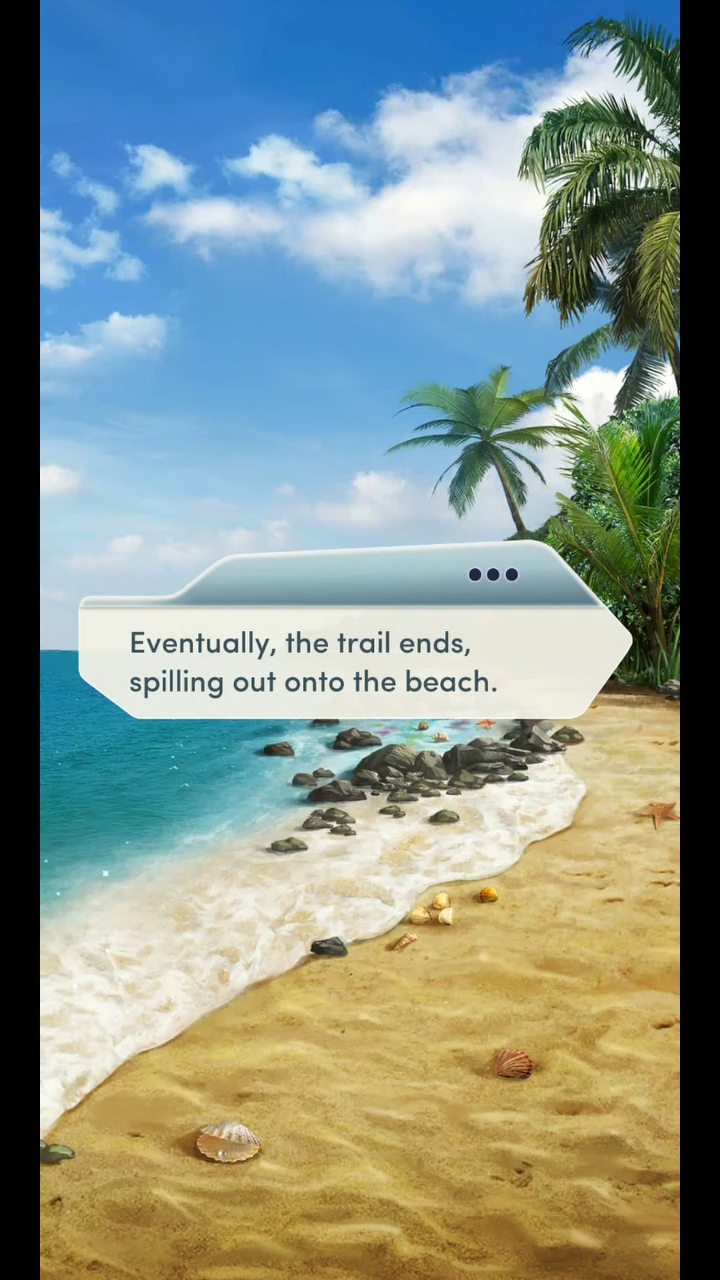 Eventually, the trail ends,
spilling out onto the beach.